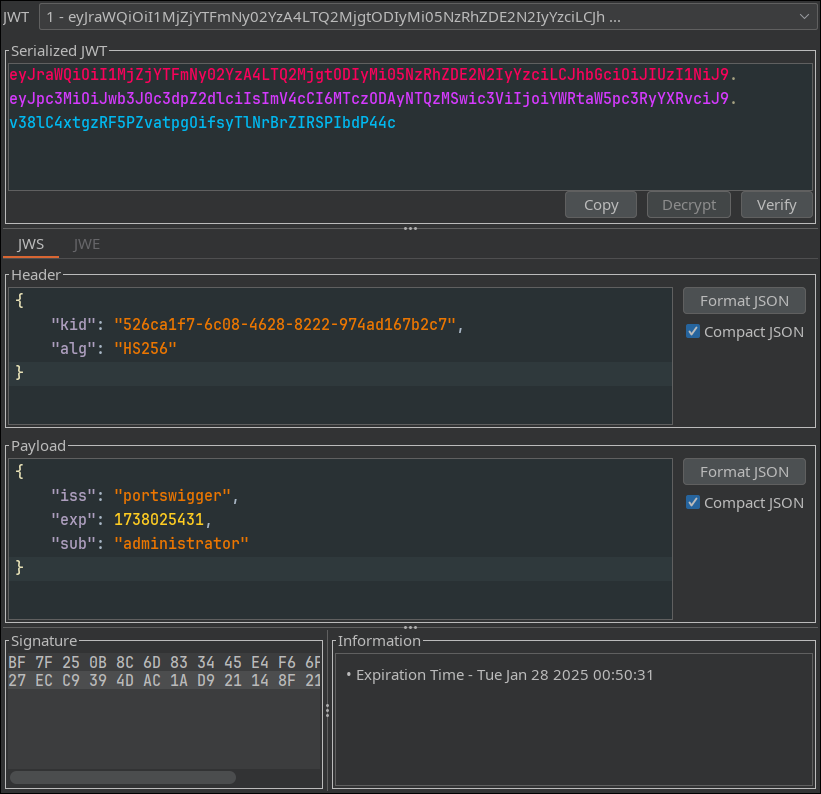 JWT 1 - eyJraWQiOiI1MjZjYTFmNy02YzA4LTQ2MjgtODIyMi05NzRhZDE2N2IyYzciLCJh ...
Serialized JWT
eyJraWQiOiI1MjZjYTFmNy02YzA4LTQ2MjgtODIyMi05NzRhZDE2N2IyYzciLCJhbGciOiJIUzI1NiJ9.
eyJpc3MiOiJwb3J0c3dpZ2dlciIsImV4cCI6MTczODAyNTQzMSwic3ViIjoiYWRtaW5pc3RyYXRvciJ9.
v38lC4xtgzRF5PZvatpgOifsyTlNrBrZIRSPIbdP44c
Copy Decrypt Verify
JWS JWE
Header
{
"kid": "526ca1f7-6c08-4628-8222-974ad167b2c7",
"alg": "HS256"
}
Format JSON
Compact JSON
Payload
{
"iss": "portswigger",
"exp": 1738025431,
"sub": "administrator"
}
Format JSON
Compact JSON
Signature
BF 7F 25 0B 8C 6D 83 34 45 E4 F6 6F
27 EC C9 39 4D AC 1A D9 21 14 8F 21
Information
• Expiration Time - Tue Jan 28 2025 00:50:31